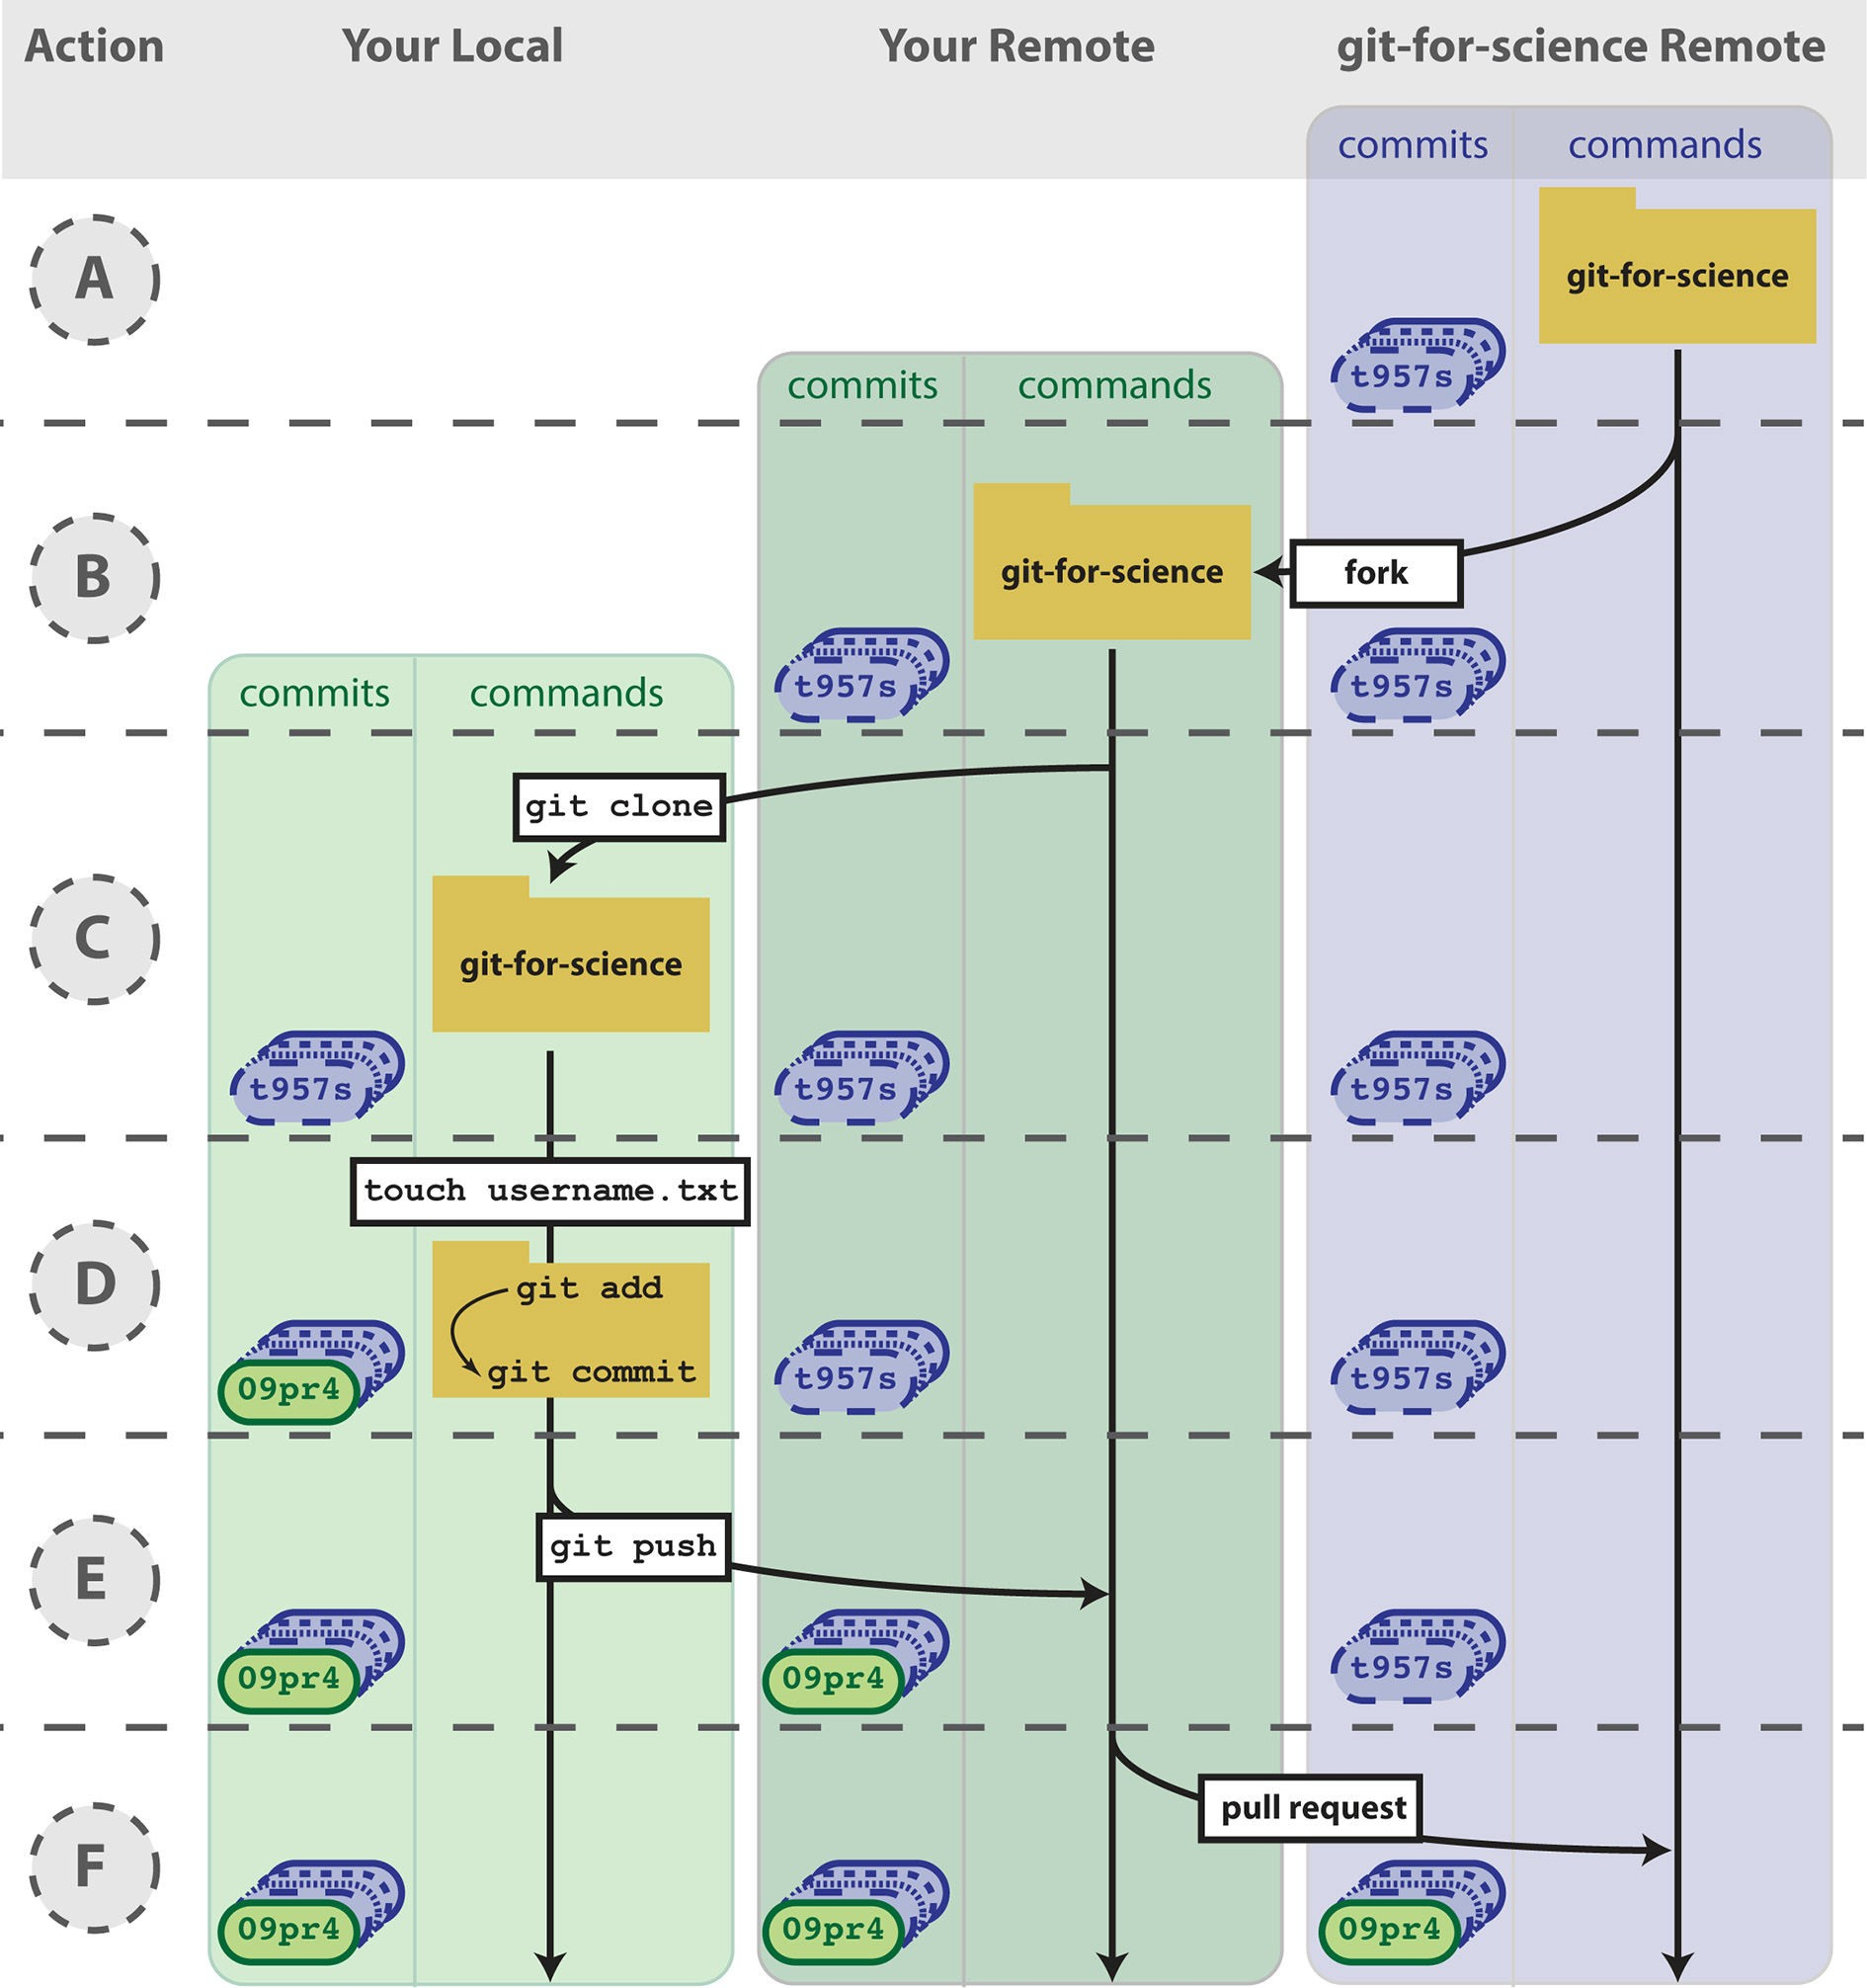 Action Your Local Your Remote git-for-science Remote
commits commands
A
git-for-science
t957s
commits commands
B
git-for-science
fork
t957s
t957s
commits commands
git clone
C
git-for-science
t957s
t957s
t957s
touch username.txt
D
git add
git commit
09pr4
t957s
t957s
E
git push
09pr4
09pr4
t957s
F
pull request
09pr4
09pr4
09pr4